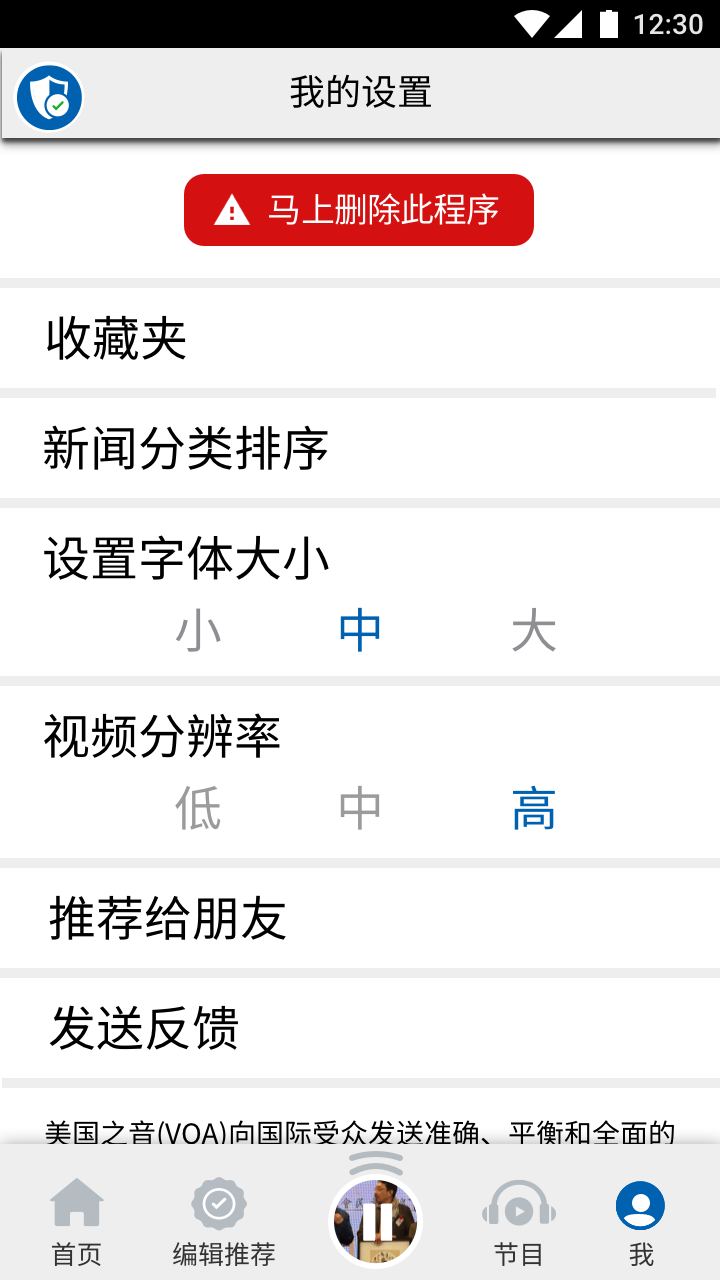 12:30
我的设置
马上删除此程序
收藏夹
新闻分类排序
设置字体大小
小 中 大
视频分辨率
低 中 高
推荐给朋友
发送反馈
美国之音(VOA)向国际受众发送准确、平衡和全面的
首页 编辑推荐 节目 我